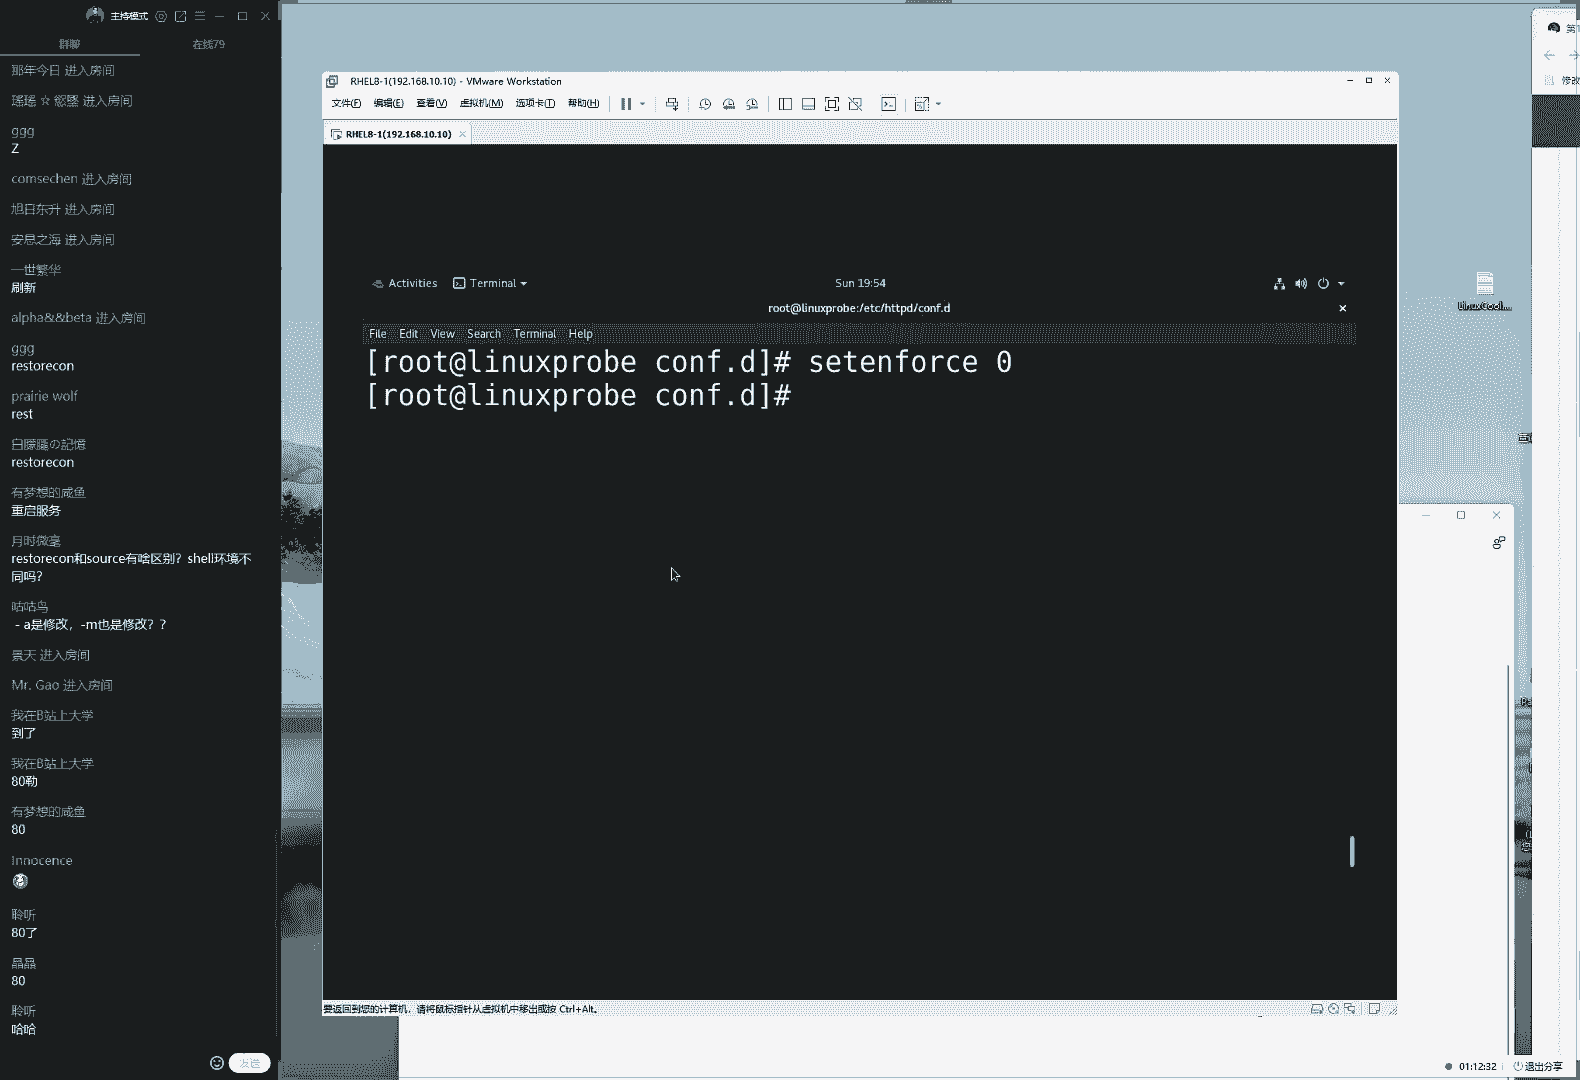 主持模式
群聊
在线79
那年今日 进入房间
ggg
Z
comsechen 进入房间
旭日东升 进入房间
安息之海 进入房间
一世繁华
刷新
alpha&&beta 进入房间
ggg
restorecon
prairie wolf
rest
白朦朧の記憶
restorecon
有梦想的咸鱼
重启服务
月时微毫
restorecon和source有啥区别？shell环境不
同吗？
咕咕鸟
- a是修改，-m也是修改？？
景天 进入房间
Mr. Gao 进入房间
我在B站上大学
到了
我在B站上大学
80勒
有梦想的咸鱼
80
Innocence
聆听
80了
晶晶
80
聆听
哈哈
发送
RHEL8-1(192.168.10.10) - VMware Workstation
文件(F) 编辑(E) 查看(V) 虚拟机(M) 选项卡(T) 帮助(H)
RHEL8-1(192.168.10.10)
Activities Terminal
Sun 19:54
root@linuxprobe:/etc/httpd/conf.d
File Edit View Search Terminal Help
[root@linuxprobe conf.d]# setenforce 0
[root@linuxprobe conf.d]#
要返回到您的计算机，请将鼠标指针从虚拟机中移出或按 Ctrl+Alt。
LinuxCool...
修改
01:12:32
退出分享